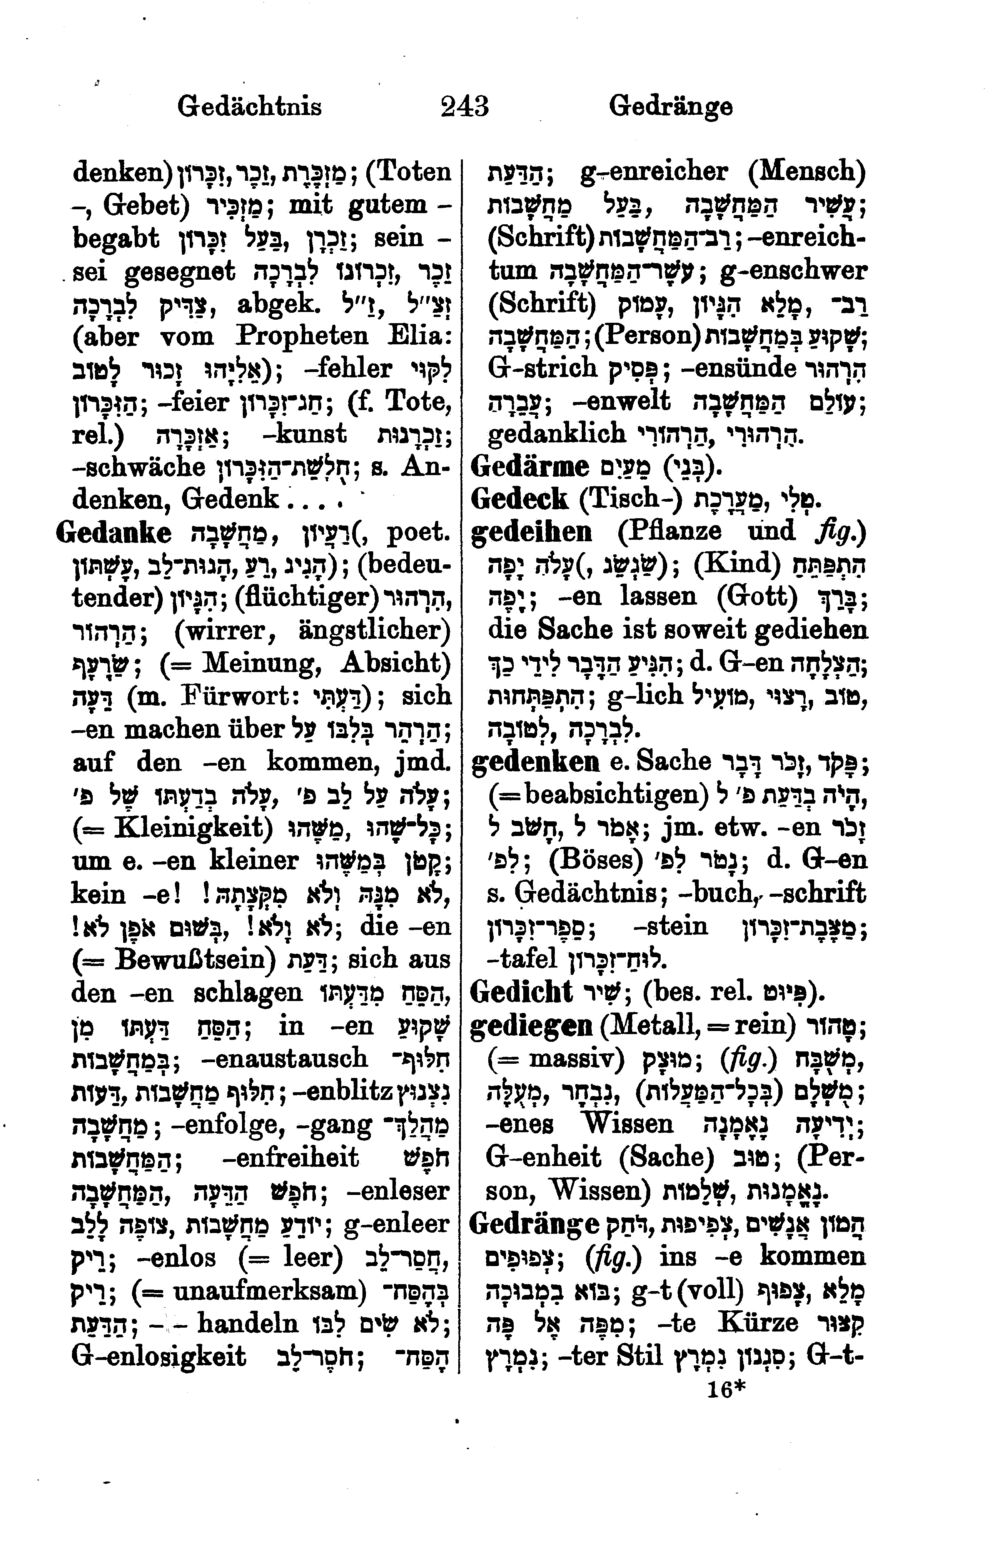 Gedächtnis 243 Gedränge
denken) מַזְכֶּרֶת, זֵכֶר, זִכָּרוֹן; (Toten
–, Gebet) מַזְכִּיר; mit gutem –
begabt זַכְרָן, בַּעַל זִכָּרוֹן; sein –
sei gesegnet זֵכֶר, זִכְרוֹנוֹ לִבְרָכָה
צַדִּיק לִבְרָכָה, abgek. זַ"ל, זצַ"ל
(aber vom Propheten Elia:
אֵלִיָּהוּ זָכוּר לַטוֹב); –fehler לִקּוּי
הַזִּכָּרוֹן; –feier חַג־זִכָּרוֹן; (f. Tote,
rel.) אַזְכָּרָה; –kunst זַכְרָנוּת;
–schwäche חֻלְשַׁת־הַזִּכָּרוֹן; s. An-
denken, Gedenk . . . .
Gedanke מַחֲשָׁבָה, רַעְיוֹן (, poet.
הָגִיג, רֵעַ, הָגוּת־לֵב, עֶשְׁתּוֹן); (bedeu-
tender) הִגָּיוֹן; (flüchtiger) הִרְהוּר,
הַרְהוֹר; (wirrer, ängstlicher)
שַׂרְעָף; (= Meinung, Absicht)
דֵּעָה (m. Fürwort: דַּעְתִּי); sich
–en machen über הִרְהֵר בְּלִבּוֹ עַל;
auf den –en kommen, jmd.
עָלָה עַל לֵב פ', עָלָה בְדַעְתּוֹ שֶׁל פ';
(= Kleinigkeit) כָּל־שֶׁהוּ, מַשֶּׁהוּ;
um e. –en kleiner קָטֹן בְּמַשֶּׁהוּ;
kein –e! לֹא מִנָּהּ וְלֹא מִקְצָתָהּ!,
לֹא וָלֹא!, בְּשׁוּם אֹפֶן לֹא!; die –en
(= Bewußtsein) דַּעַת; sich aus
den –en schlagen הִסַּח מִדַּעְתּוֹ,
הִסַּח דַּעְתּוֹ מִן; in –en שָׁקוּעַ
בְּמַחֲשָׁבוֹת; –enaustausch חִלּוּף־
דֵּעוֹת, חִלּוּף מַחֲשָׁבוֹת; –enblitz נִצְנוּץ
מַחֲשָׁבָה; –enfolge, –gang מַהֲלַךְ־
הַמַּחֲשָׁבוֹת; –enfreiheit חֹפֶשׁ
הַמַּחֲשָׁבָה, חֹפֶשׁ הַדֵּעָה; –enleser
יוֹדֵעַ מַחֲשָׁבוֹת, צוֹפֶה לַלֵּב; g–enleer
רֵיק; –enlos (= leer) חֲסַר־לֵב,
רֵיק; (= unaufmerksam) בְּהֶסַּח־
הַדַּעַת; – – handeln לֹא שִׂים לִבּוֹ;
G–enlosigkeit חֹסֶר־לֵב; הֶסַּח־
הַדַּעַת; g–enreicher (Mensch)
עֲשִׁיר הַמַּחֲשָׁבָה, בַּעַל מַחֲשָׁבוֹת;
(Schrift) רַב־הַמַּחֲשָׁבוֹת; –enreich-
tum עֹשֶׁר־הַמַּחֲשָׁבָה; g–enschwer
(Schrift) רַב־, מָלֵא הִגָּיוֹן, עָמוֹק
הַמַּחֲשָׁבָה; (Person) שָׁקוּעַ בְּמַחֲשָׁבוֹת;
G–strich פְּסִיק; –ensünde הִרְהוּר
עֲבֵרָה; –enwelt עוֹלַם הַמַּחֲשָׁבָה;
gedanklich הִרְהוּרִי, הַרְהוֹרִי.
Gedärme (בְּנֵי) מֵעַיִם.
Gedeck (Tisch–) כְּלֵי, מַעֲרֶכֶת.
gedeihen (Pflanze und fig.)
עָלֹה יָפֶה (, שַׂגְשֵׂג); (Kind) הִתְפַּתֵּחַ
יָפֶה; –en lassen (Gott) בָּרֵךְ;
die Sache ist soweit gediehen
הִגִּיעַ הַדָּבָר לִידֵי כָךְ; d. G–en הַצְלָחָה;
הִתְפַּתְּחוּת; g–lich טוֹב, רָצוּי, מוֹעִיל,
לִבְרָכָה, לְטוֹבָה.
gedenken e. Sache פָּקֹד, זָכֹר דָּבָר;
(= beabsichtigen) הָיֹה בְּדַעַת פ' ל,
אָמֹר ל, חָשֹׁב ל; jm. etw. –en זָכֹר
לִפ'; (Böses) נָטֹר לִפ'; d. G–en
s. Gedächtnis; –buch, –schrift
סֵפֶר־זִכָּרוֹן; –stein מַצֶּבֶת־זִכָּרוֹן;
–tafel לוּחַ־זִכָּרוֹן.
Gedicht שִׁיר; (bes. rel. פִּיּוּט).
gediegen (Metall, = rein) טָהוֹר;
(= massiv) מוּצָק; (fig.) מְשֻׁבָּח,
מְעֻלֶּה, נִבְחָר, מֻשְׁלָם (בְּכָל־הַמַּעֲלוֹת);
–enes Wissen יְדִיעָה נֶאֱמָנָה;
G–enheit (Sache) טוּב; (Per-
son, Wissen) שְׁלֵמוּת, נֶאֱמָנוּת.
Gedränge דֹּחַק, צְפִיפוּת, הֲמוֹן אֲנָשִׁים
צְפוּפִים; (fig.) ins –e kommen
בּוֹא בִמְבוּכָה; g–t (voll) מָלֵא, צָפוּף
מִפֶּה אֶל פֶּה; –te Kürze קִצּוּר
נִמְרָץ; –ter Stil סִגְנוֹן נִמְרָץ; G–t-
16*